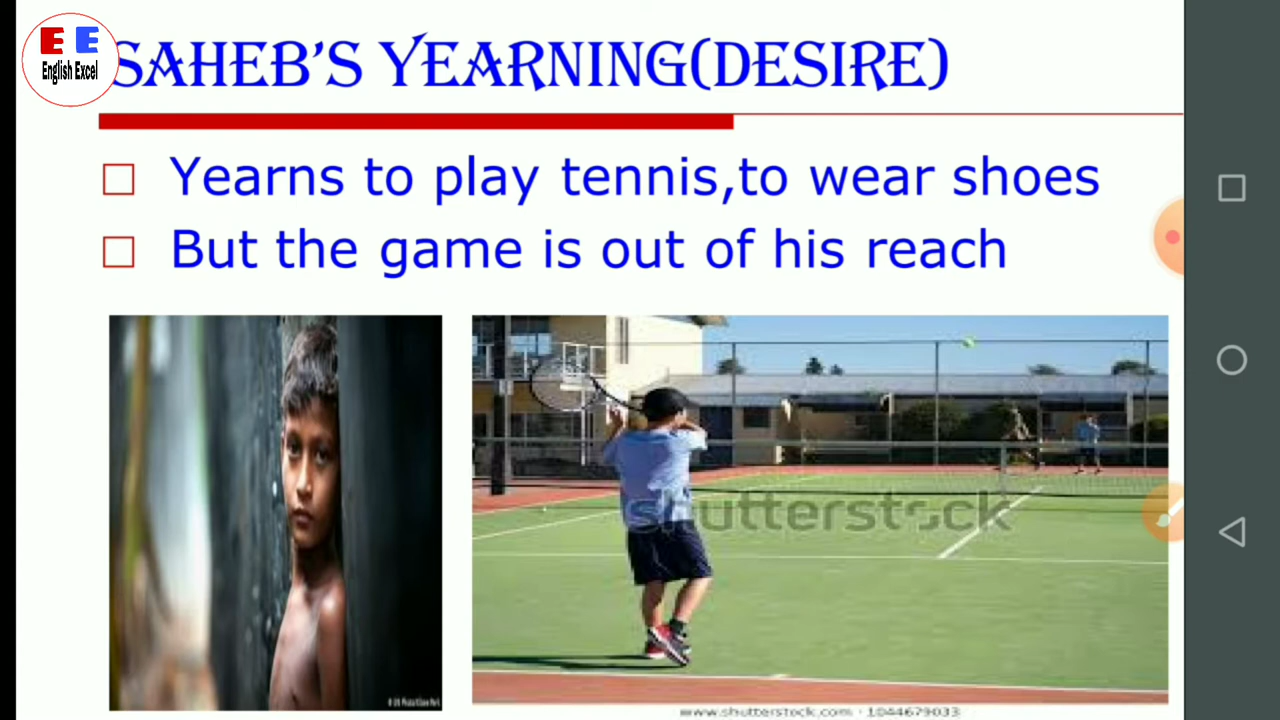 E E
English Excel
SAHEB'S YEARNING(DESIRE)
Yearns to play tennis,to wear shoes
But the game is out of his reach
shutterstock
www.shutterstock.com · 1044679033